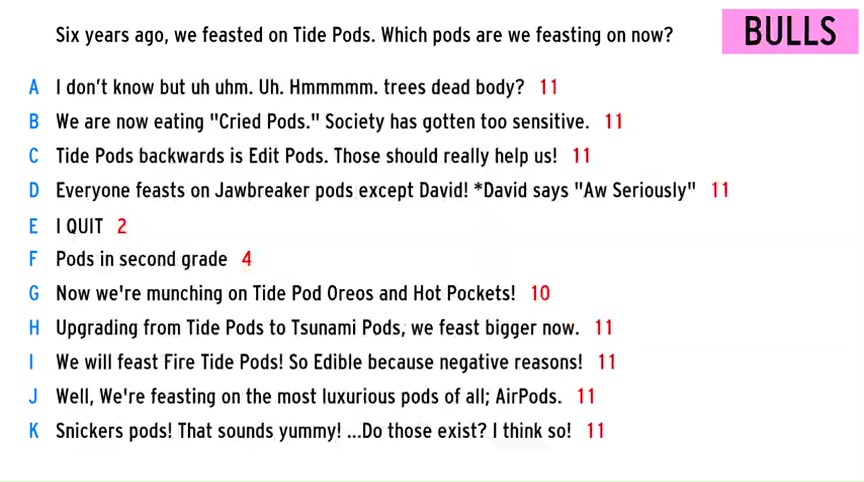 Six years ago, we feasted on Tide Pods. Which pods are we feasting on now?
BULLS
A I don't know but uh uhm. Uh. Hmmmmm. trees dead body? 11
B We are now eating "Cried Pods." Society has gotten too sensitive. 11
C Tide Pods backwards is Edit Pods. Those should really help us! 11
D Everyone feasts on Jawbreaker pods except David! *David says "Aw Seriously" 11
E I QUIT 2
F Pods in second grade 4
G Now we're munching on Tide Pod Oreos and Hot Pockets! 10
H Upgrading from Tide Pods to Tsunami Pods, we feast bigger now. 11
I We will feast Fire Tide Pods! So Edible because negative reasons! 11
J Well, We're feasting on the most luxurious pods of all; AirPods. 11
K Snickers pods! That sounds yummy! ...Do those exist? I think so! 11